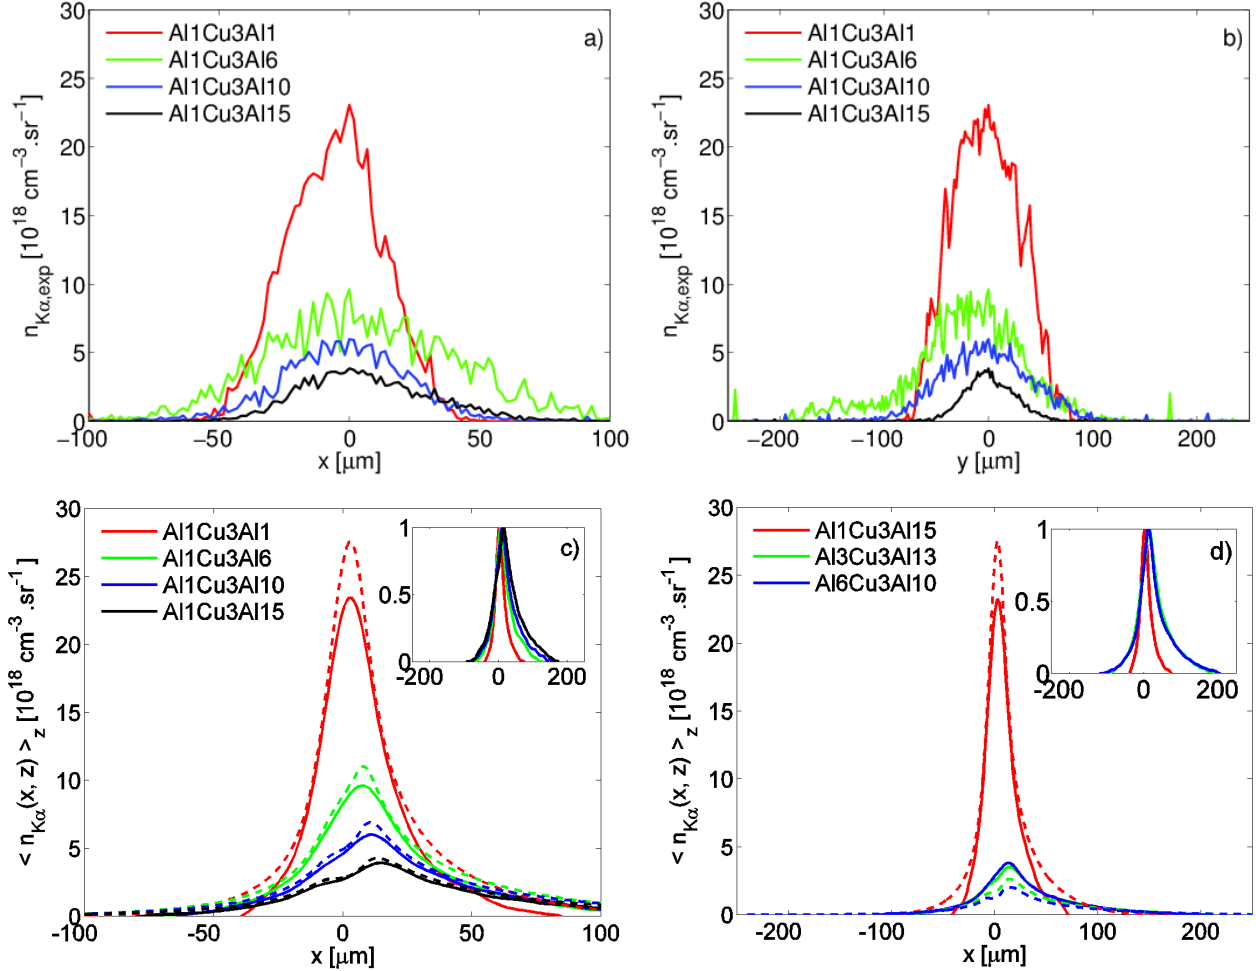 a)
Al1Cu3Al1
Al1Cu3Al6
Al1Cu3Al10
Al1Cu3Al15
30
25
20
15
10
5
0
n_Kα,exp [10^18 cm^−3 .sr^−1]
−100
−50
0
50
100
x [μm]
b)
Al1Cu3Al1
Al1Cu3Al6
Al1Cu3Al10
Al1Cu3Al15
30
25
20
15
10
5
0
n_Kα,exp [10^18 cm^−3 .sr^−1]
−200
−100
0
100
200
y [μm]
c)
Al1Cu3Al1
Al1Cu3Al6
Al1Cu3Al10
Al1Cu3Al15
30
25
20
15
10
5
0
< n_Kα(x, z) >_z [10^18 cm^-3 .sr^-1]
-100
-50
0
50
100
x [μm]
1
0.5
0
-200
0
200
d)
Al1Cu3Al15
Al3Cu3Al13
Al6Cu3Al10
30
25
20
15
10
5
0
< n_Kα(x, z) >_z [10^18 cm^-3 .sr^-1]
-200
-100
0
100
200
x [μm]
1
0.5
0
-200
0
200